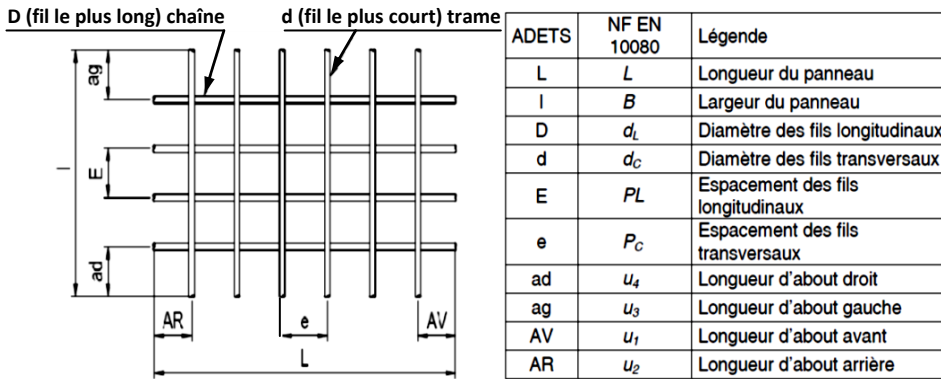 D (fil le plus long) chaîne
d (fil le plus court) trame
ag
l
E
ad
AR
e
AV
L
ADETS NF EN 10080 Légende
L L Longueur du panneau
l B Largeur du panneau
D dL Diamètre des fils longitudinaux
d dC Diamètre des fils transversaux
E PL Espacement des fils longitudinaux
e PC Espacement des fils transversaux
ad u4 Longueur d'about droit
ag u3 Longueur d'about gauche
AV u1 Longueur d'about avant
AR u2 Longueur d'about arrière